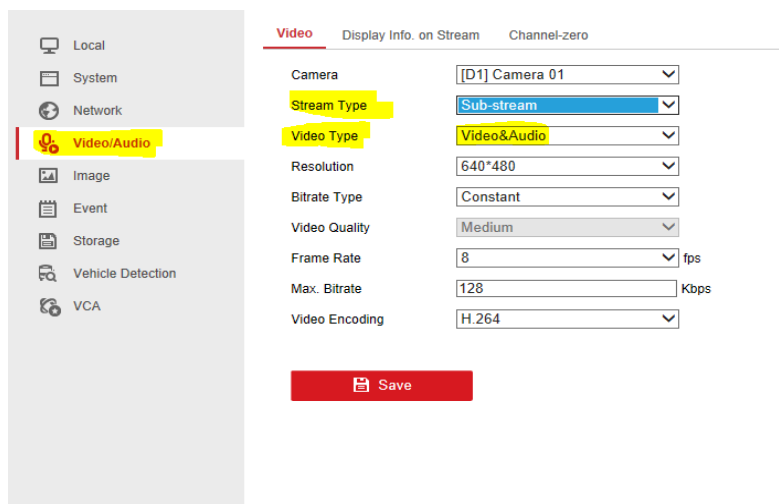 Local
System
Network
Video/Audio
Image
Event
Storage
Vehicle Detection
VCA
Video Display Info. on Stream Channel-zero
Camera [D1] Camera 01
Stream Type Sub-stream
Video Type Video&Audio
Resolution 640*480
Bitrate Type Constant
Video Quality Medium
Frame Rate 8 fps
Max. Bitrate 128 Kbps
Video Encoding H.264
Save